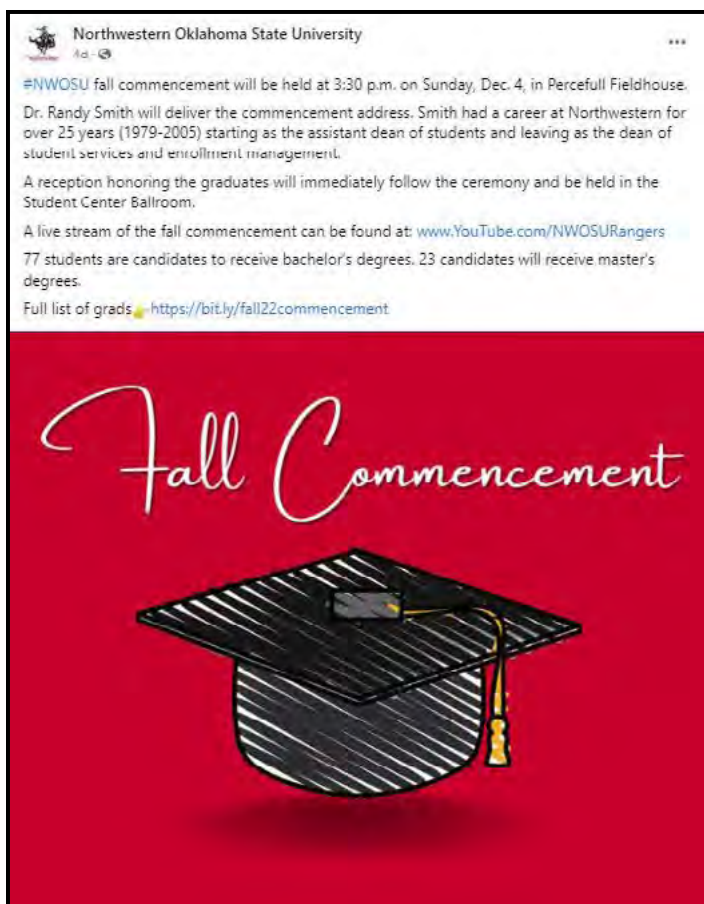 Northwestern Oklahoma State University
4d ·
#NWOSU fall commencement will be held at 3:30 p.m. on Sunday, Dec. 4, in Percefull Fieldhouse.
Dr. Randy Smith will deliver the commencement address. Smith had a career at Northwestern for
over 25 years (1979-2005) starting as the assistant dean of students and leaving as the dean of
student services and enrollment management.
A reception honoring the graduates will immediately follow the ceremony and be held in the
Student Center Ballroom.
A live stream of the fall commencement can be found at: www.YouTube.com/NWOSURangers
77 students are candidates to receive bachelor's degrees. 23 candidates will receive master's
degrees.
Full list of grads👉https://bit.ly/fall22commencement
Fall Commencement